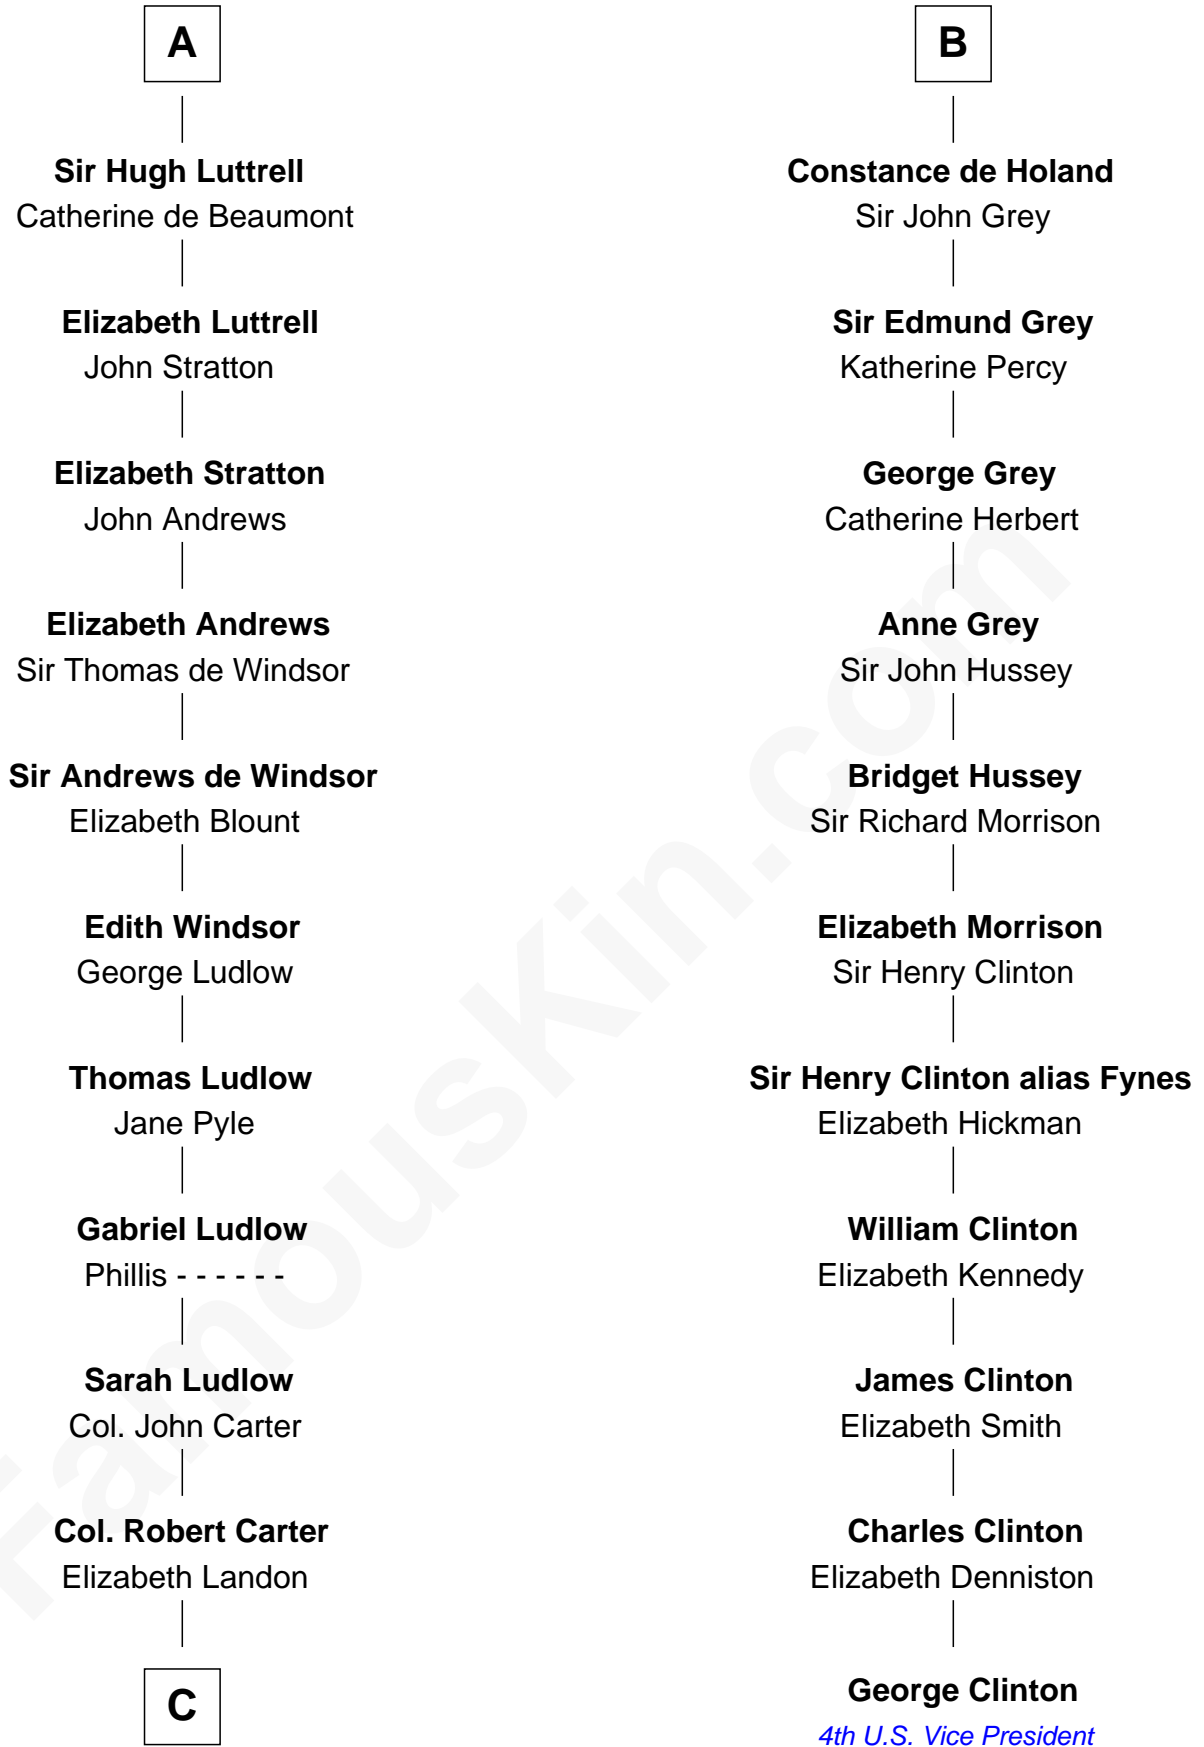 A
Sir Hugh Luttrell
Catherine de Beaumont
Elizabeth Luttrell
John Stratton
Elizabeth Stratton
John Andrews
Elizabeth Andrews
Sir Thomas de Windsor
Sir Andrews de Windsor
Elizabeth Blount
Edith Windsor
George Ludlow
Thomas Ludlow
Jane Pyle
Gabriel Ludlow
Phillis - - - - - -
Sarah Ludlow
Col. John Carter
Col. Robert Carter
Elizabeth Landon
C
B
Constance de Holand
Sir John Grey
Sir Edmund Grey
Katherine Percy
George Grey
Catherine Herbert
Anne Grey
Sir John Hussey
Bridget Hussey
Sir Richard Morrison
Elizabeth Morrison
Sir Henry Clinton
Sir Henry Clinton alias Fynes
Elizabeth Hickman
William Clinton
Elizabeth Kennedy
James Clinton
Elizabeth Smith
Charles Clinton
Elizabeth Denniston
George Clinton
4th U.S. Vice President
FamousKin.com